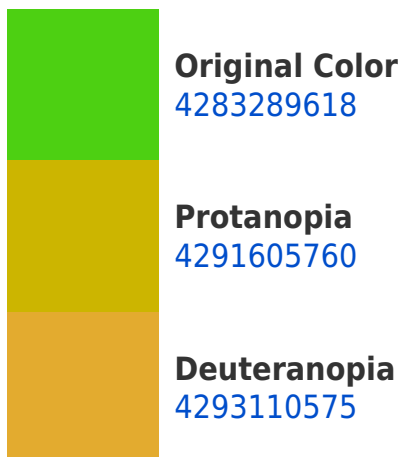 Original Color
4283289618
Protanopia
4291605760
Deuteranopia
4293110575